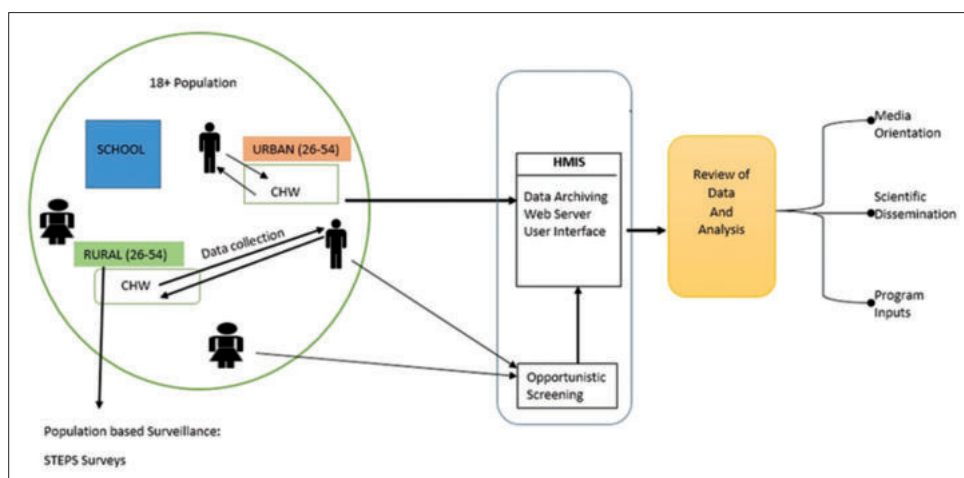 18+ Population
SCHOOL
URBAN (26-54)
CHW
RURAL (26-54)
CHW
Data collection
Population based Surveillance:
STEPS Surveys
HMIS
Data Archiving
Web Server
User Interface
Opportunistic
Screening
Review of
Data
And
Analysis
Media
Orientation
Scientific
Dissemination
Program
Inputs